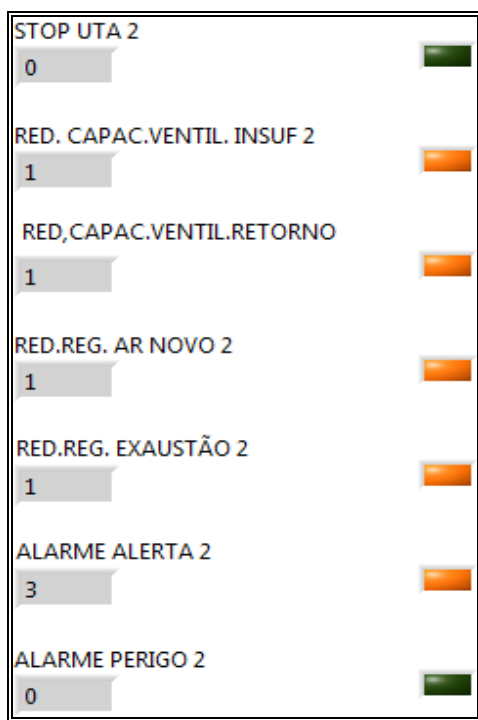 STOP UTA 2
0
RED. CAPAC.VENTIL. INSUF 2
1
RED,CAPAC.VENTIL.RETORNO
1
RED.REG. AR NOVO 2
1
RED.REG. EXAUSTÃO 2
1
ALARME ALERTA 2
3
ALARME PERIGO 2
0